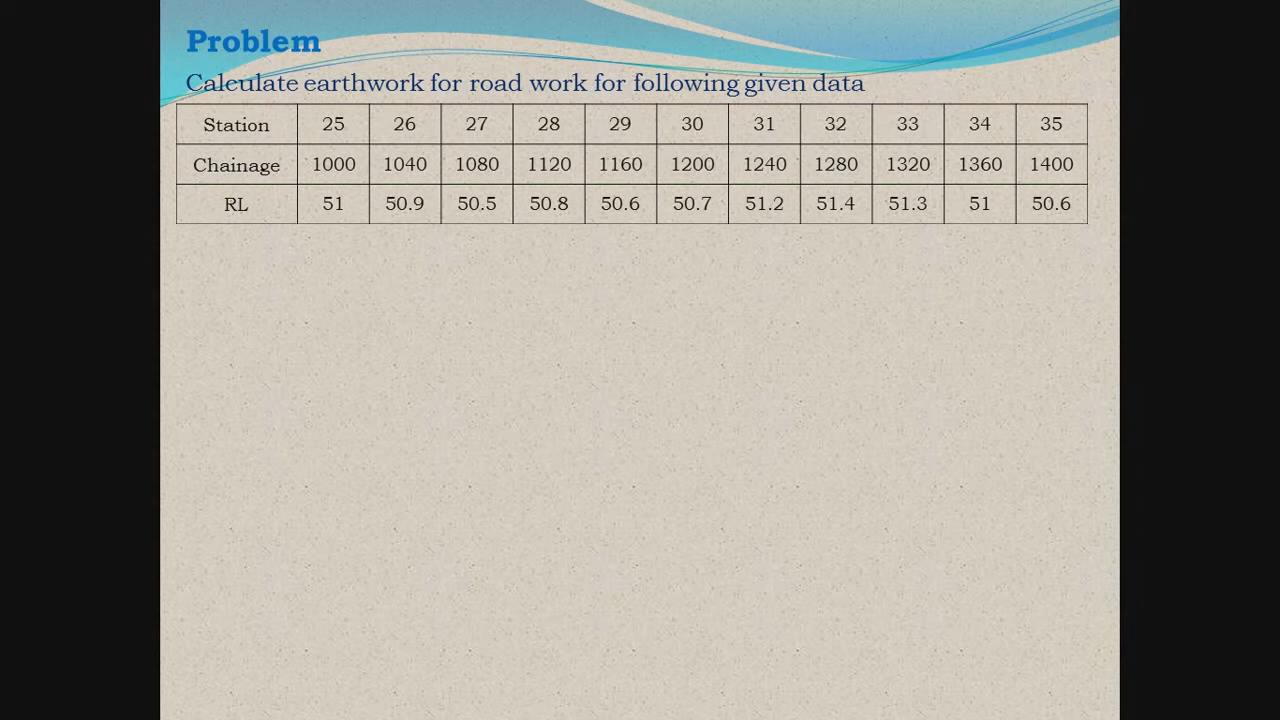 Problem
Calculate earthwork for road work for following given data
Station 25 26 27 28 29 30 31 32 33 34 35
Chainage 1000 1040 1080 1120 1160 1200 1240 1280 1320 1360 1400
RL 51 50.9 50.5 50.8 50.6 50.7 51.2 51.4 51.3 51 50.6